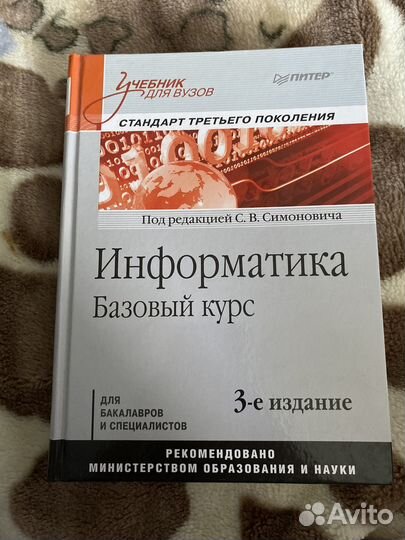 УЧЕБНИК
ДЛЯ ВУЗОВ
ПИТЕР
СТАНДАРТ ТРЕТЬЕГО ПОКОЛЕНИЯ
Под редакцией С. В. Симоновича
Информатика
Базовый курс
ДЛЯ
БАКАЛАВРОВ
И СПЕЦИАЛИСТОВ
3-е издание
РЕКОМЕНДОВАНО
МИНИСТЕРСТВОМ ОБРАЗОВАНИЯ И НАУКИ
Avito